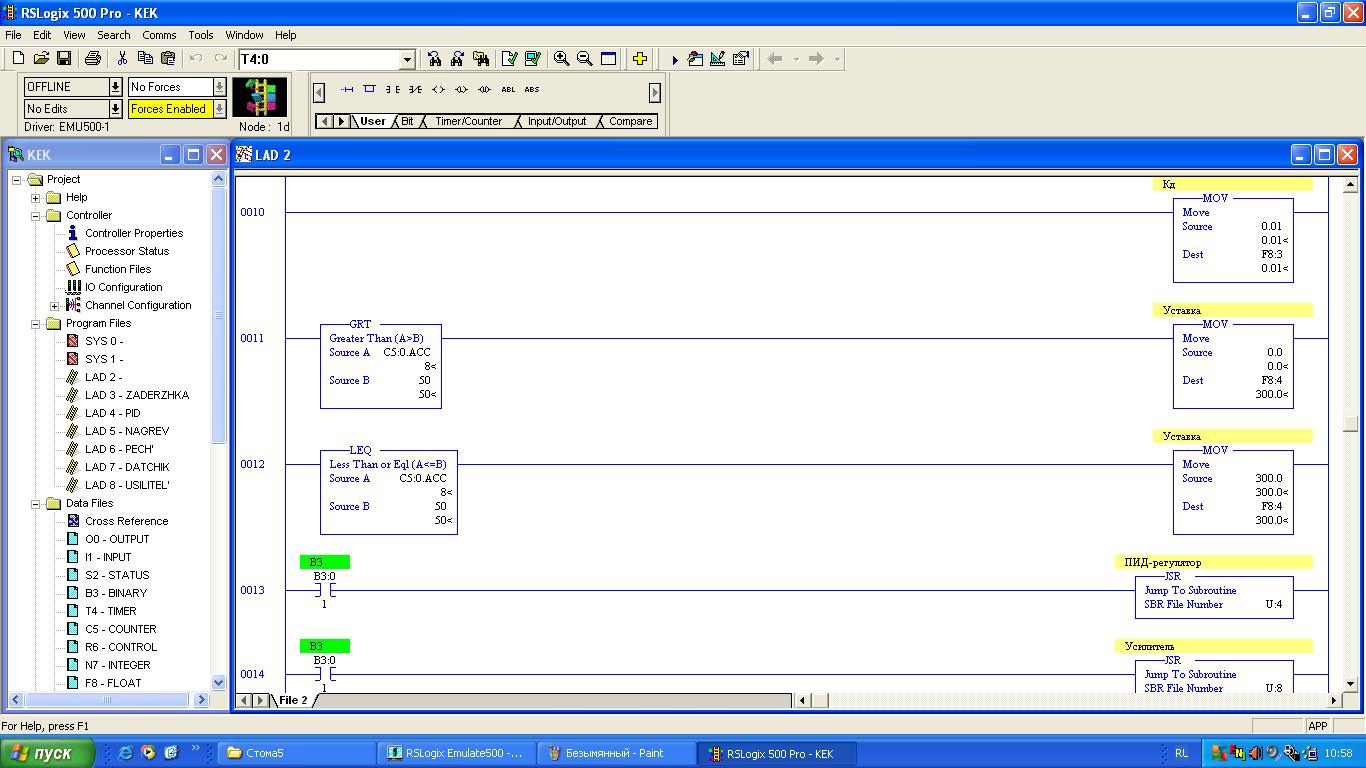 RSLogix 500 Pro - KEK
File Edit View Search Comms Tools Window Help
T4:0
OFFLINE No Forces
No Edits Forces Enabled
Driver: EMU500-1 Node : 1d
ABL ABS
User Bit Timer/Counter Input/Output Compare
KEK
Project
Help
Controller
Controller Properties
Processor Status
Function Files
IO Configuration
Channel Configuration
Program Files
SYS 0 -
SYS 1 -
LAD 2 -
LAD 3 - ZADERZHKA
LAD 4 - PID
LAD 5 - NAGREV
LAD 6 - PECH'
LAD 7 - DATCHIK
LAD 8 - USILITEL'
Data Files
Cross Reference
O0 - OUTPUT
I1 - INPUT
S2 - STATUS
B3 - BINARY
T4 - TIMER
C5 - COUNTER
R6 - CONTROL
N7 - INTEGER
F8 - FLOAT
LAD 2
Кд
MOV
0010
Move
Source 0.01
0.01<
Dest F8:3
0.01<
Уставка
GRT MOV
0011
Greater Than (A>B) Move
Source A C5:0.ACC Source 0.0
8< 0.0<
Source B 50 Dest F8:4
50< 300.0<
Уставка
LEQ MOV
0012
Less Than or Eql (A<=B) Move
Source A C5:0.ACC Source 300.0
8< 300.0<
Source B 50 Dest F8:4
50< 300.0<
B3 ПИД-регулятор
B3:0 JSR
0013 Jump To Subroutine
1 SBR File Number U:4
B3 Усилитель
B3:0 JSR
0014 Jump To Subroutine
1 SBR File Number U:8
File 2
For Help, press F1
APP
пуск
Стома5
RSLogix Emulate500 -...
Безымянный - Paint
RSLogix 500 Pro - KEK
RL
10:58